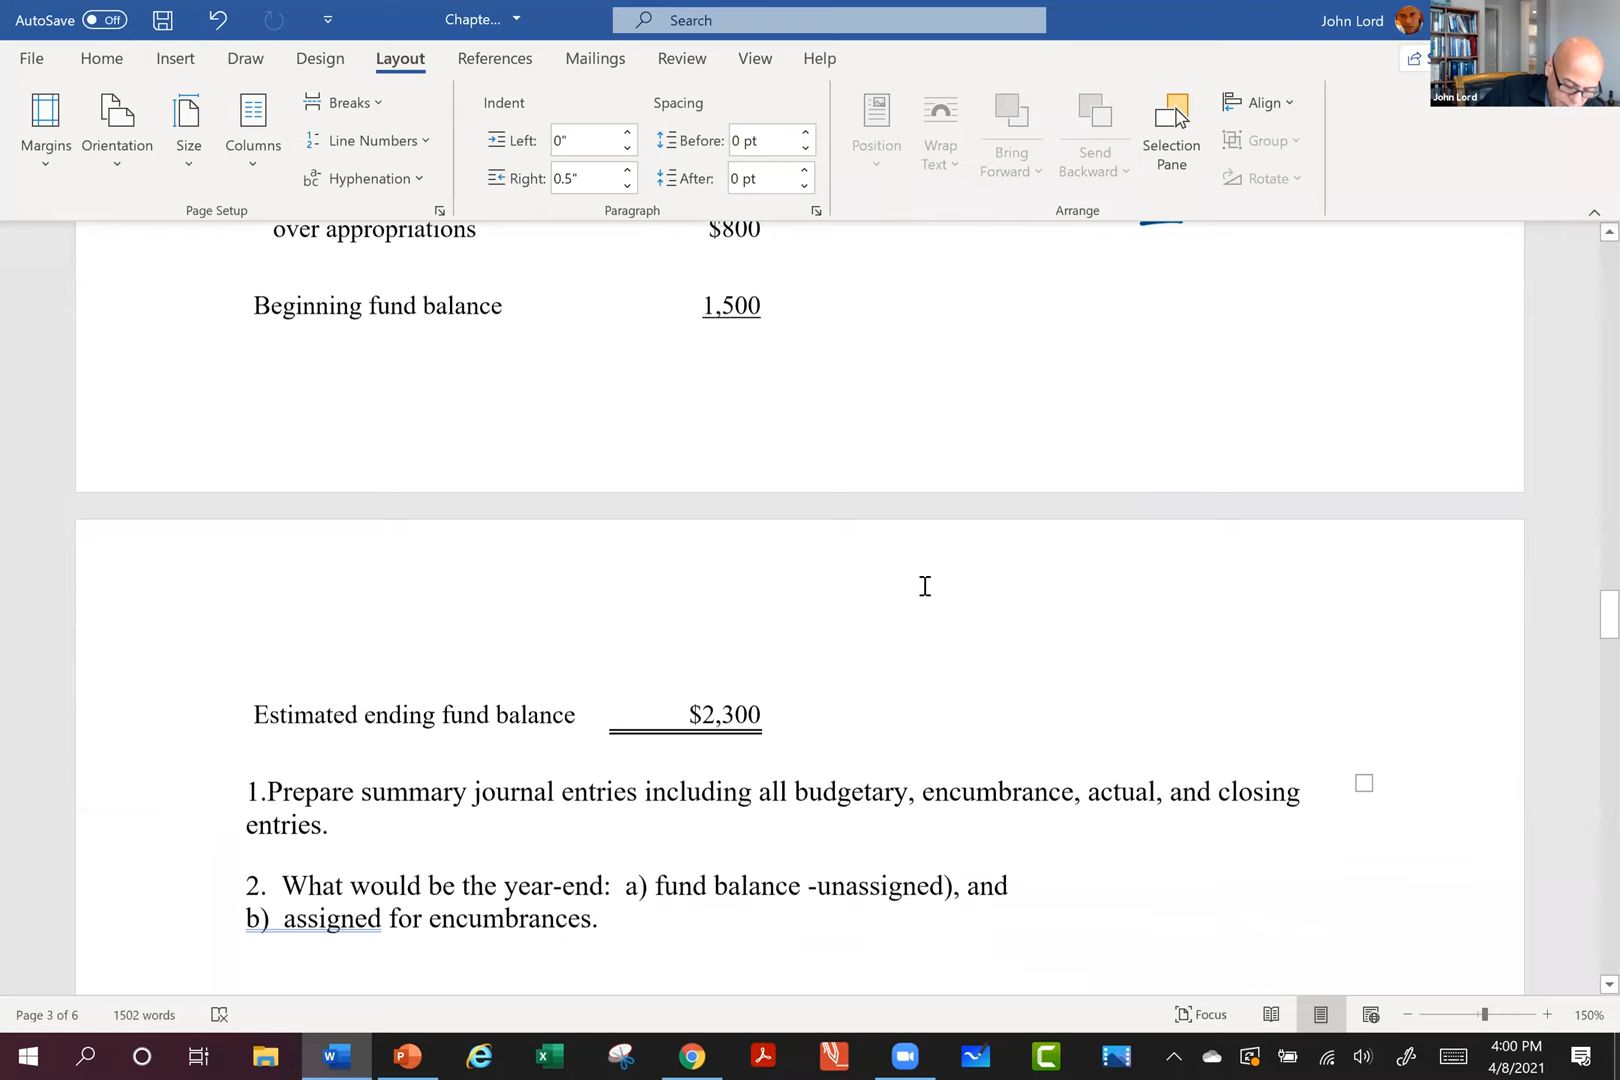 AutoSave Off Chapte... Search John Lord
File Home Insert Draw Design Layout References Mailings Review View Help
John Lord
Margins Orientation Size Columns
Breaks
Line Numbers
Hyphenation
Page Setup
Indent Spacing
Left: 0" Before: 0 pt
Right: 0.5" After: 0 pt
Paragraph
Position Wrap Text Bring Forward Send Backward Selection Pane
Align
Group
Rotate
Arrange
over appropriations $800
Beginning fund balance 1,500
Estimated ending fund balance $2,300
1.Prepare summary journal entries including all budgetary, encumbrance, actual, and closing
entries.
2. What would be the year-end: a) fund balance -unassigned), and
b) assigned for encumbrances.
Page 3 of 6 1502 words Focus 150%
4:00 PM
4/8/2021